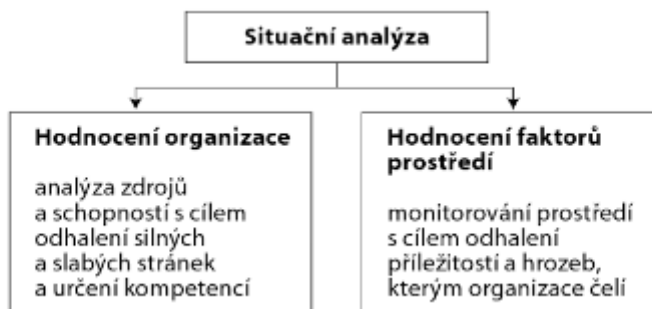 Situační analýza
Hodnocení organizace
analýza zdrojů
a schopností s cílem
odhalení silných
a slabých stránek
a určení kompetencí
Hodnocení faktorů
prostředí
monitorování prostředí
s cílem odhalení
příležitostí a hrozeb,
kterým organizace čelí